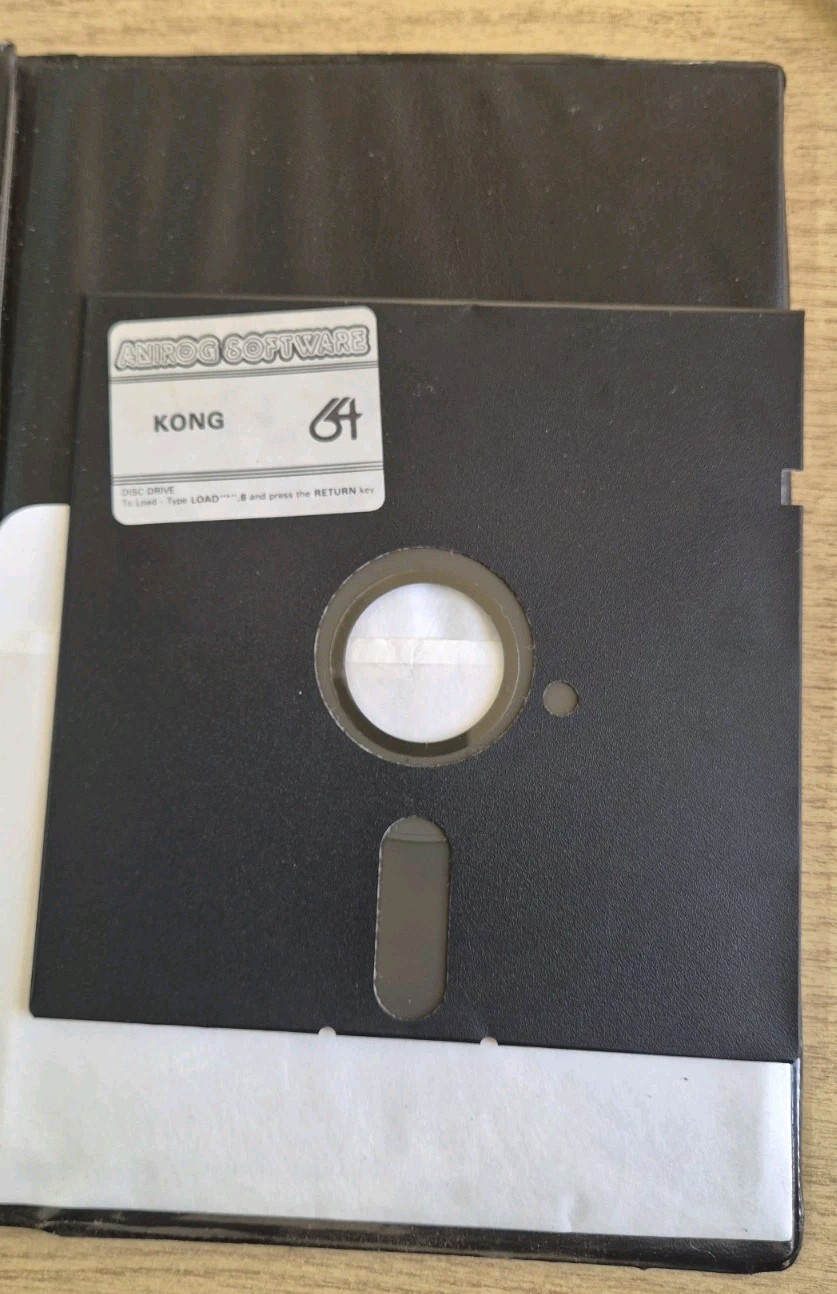 ANIROG SOFTWARE
KONG 64
DISC DRIVE
To Load - Type LOAD"*",8 and press the RETURN key